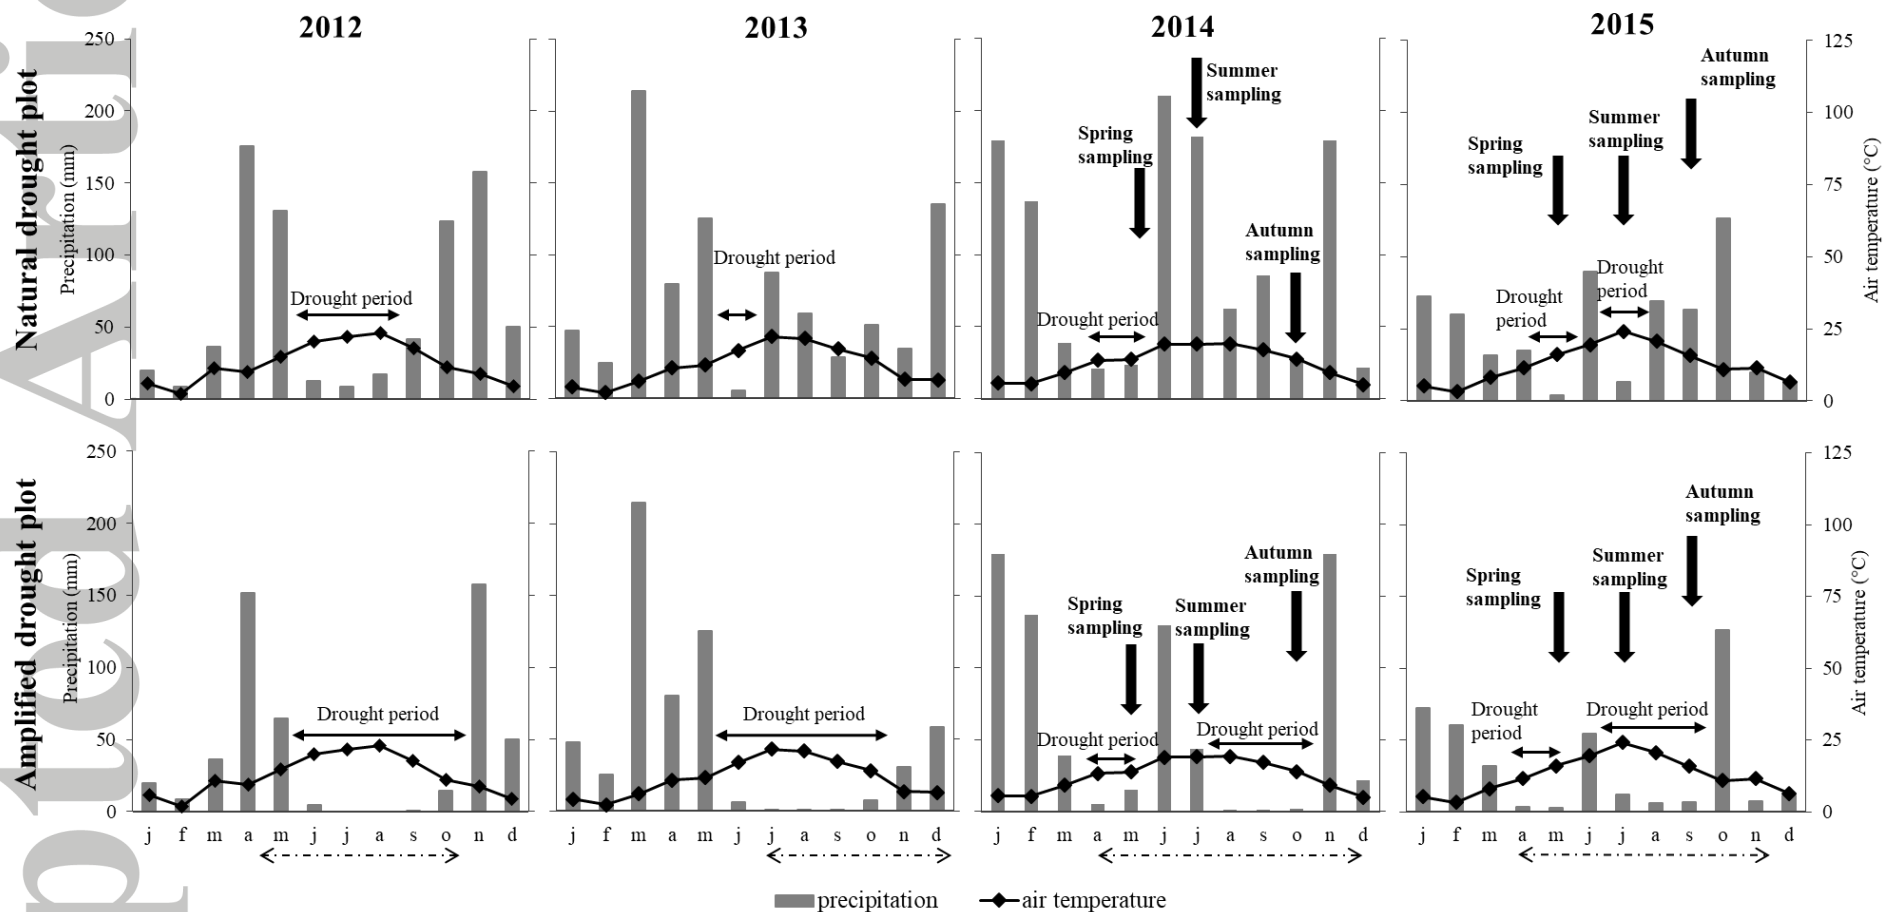 2012 2013 2014 2015
Natural drought plot
Precipitation (mm)
250
200
150
100
50
0
Drought period
Drought period
Spring
sampling
Summer
sampling
Autumn
sampling
Drought period
Spring
sampling
Summer
sampling
Autumn
sampling
Drought
period
Drought
period
125
100
75
50
25
0
Air temperature (°C)
Amplified drought plot
Precipitation (mm)
250
200
150
100
50
0
Drought period
Drought period
Spring
sampling
Summer
sampling
Autumn
sampling
Drought period
Drought period
Spring
sampling
Summer
sampling
Autumn
sampling
Drought
period
Drought period
125
100
75
50
25
0
Air temperature (°C)
j f m a m j j a s o n d
j f m a m j j a s o n d
j f m a m j j a s o n d
j f m a m j j a s o n d
precipitation air temperature
pted Artic